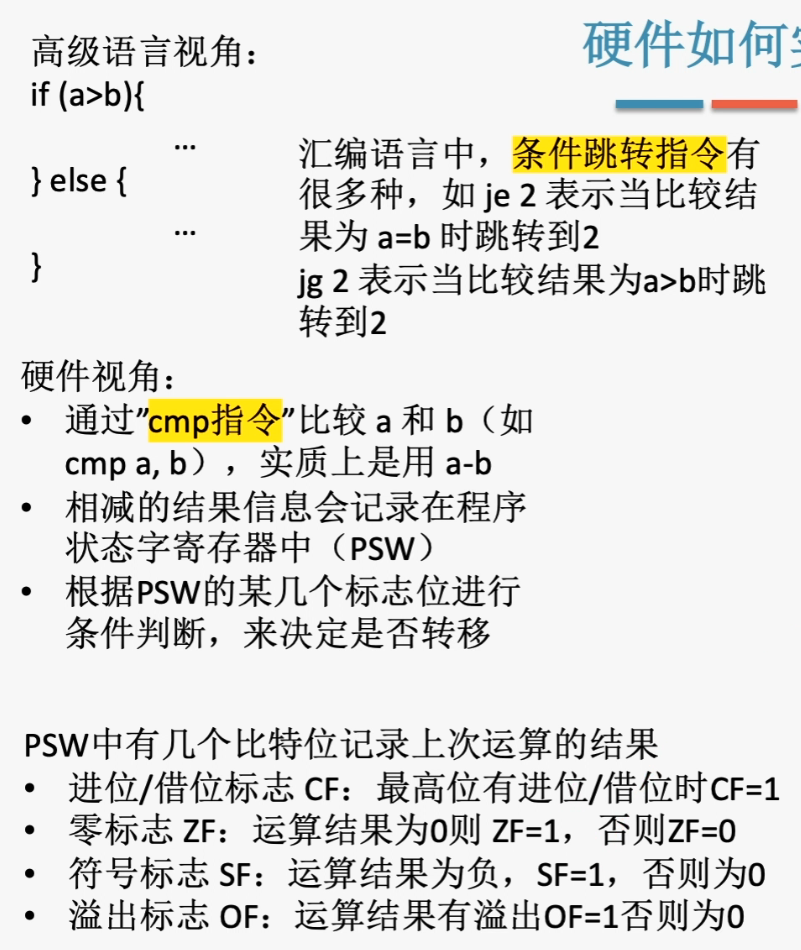 硬件如何
高级语言视角：
if (a>b){
...
} else {
...
}
汇编语言中，条件跳转指令有
很多种，如 je 2 表示当比较结
果为 a=b 时跳转到2
jg 2 表示当比较结果为a>b时跳
转到2
硬件视角：
• 通过”cmp指令”比较 a 和 b（如
cmp a, b），实质上是用 a-b
• 相减的结果信息会记录在程序
状态字寄存器中（PSW）
• 根据PSW的某几个标志位进行
条件判断，来决定是否转移
PSW中有几个比特位记录上次运算的结果
• 进位/借位标志 CF：最高位有进位/借位时CF=1
• 零标志 ZF：运算结果为0则 ZF=1，否则ZF=0
• 符号标志 SF：运算结果为负，SF=1，否则为0
• 溢出标志 OF：运算结果有溢出OF=1否则为0